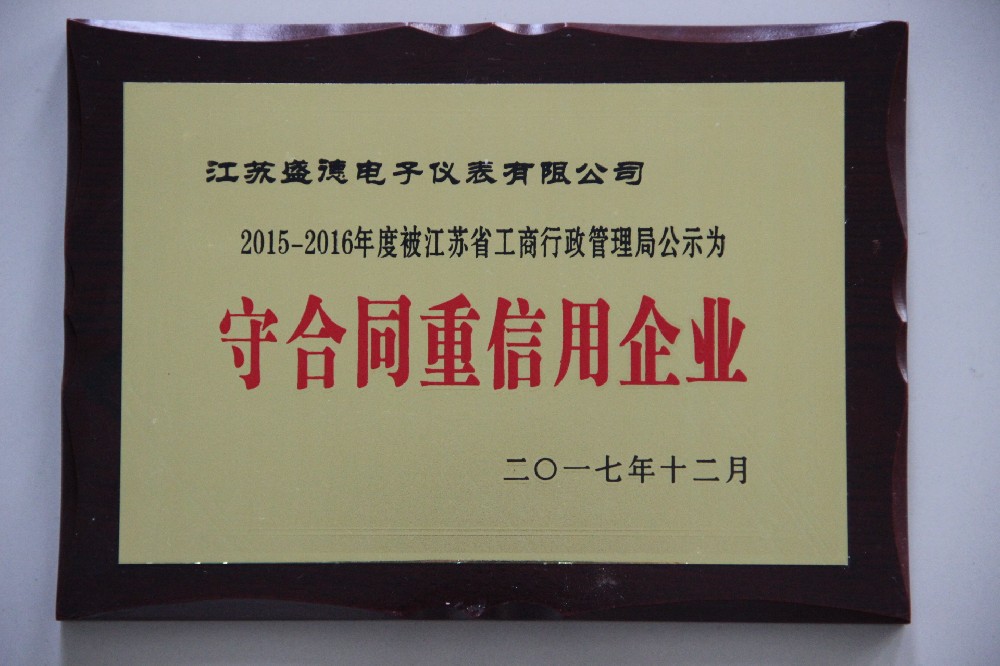 江苏盛德电子仪表有限公司
2015-2016年度被江苏省工商行政管理局公示为
守合同重信用企业
二〇一七年十二月